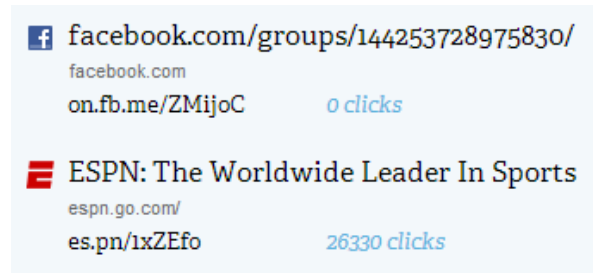 facebook.com/groups/144253728975830/
facebook.com
on.fb.me/ZMijoC 0 clicks
ESPN: The Worldwide Leader In Sports
espn.go.com/
es.pn/1xZEfo 26330 clicks